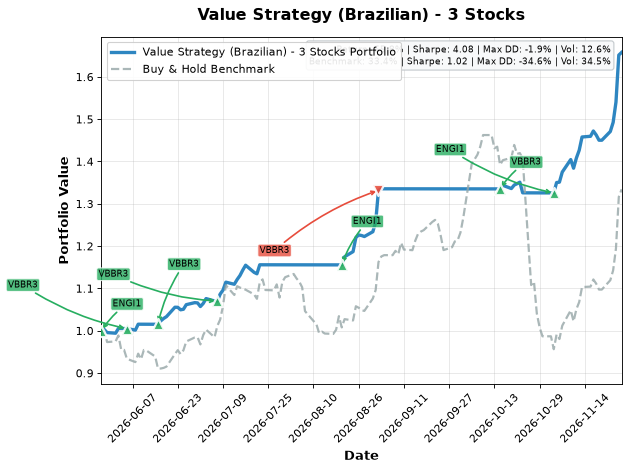 Value Strategy (Brazilian) - 3 Stocks
Value Strategy (Brazilian) - 3 Stocks Portfolio
Buy & Hold Benchmark
| Sharpe: 4.08 | Max DD: -1.9% | Vol: 12.6%
Benchmark: 33.4% | Sharpe: 1.02 | Max DD: -34.6% | Vol: 34.5%
Portfolio Value
1.6
1.5
1.4
1.3
1.2
1.1
1.0
0.9
ENGI1
VBBR3
ENGI1
VBBR3
VBBR3
VBBR3
VBBR3
ENGI1
2026-06-07
2026-06-23
2026-07-09
2026-07-25
2026-08-10
2026-08-26
2026-09-11
2026-09-27
2026-10-13
2026-10-29
2026-11-14
Date